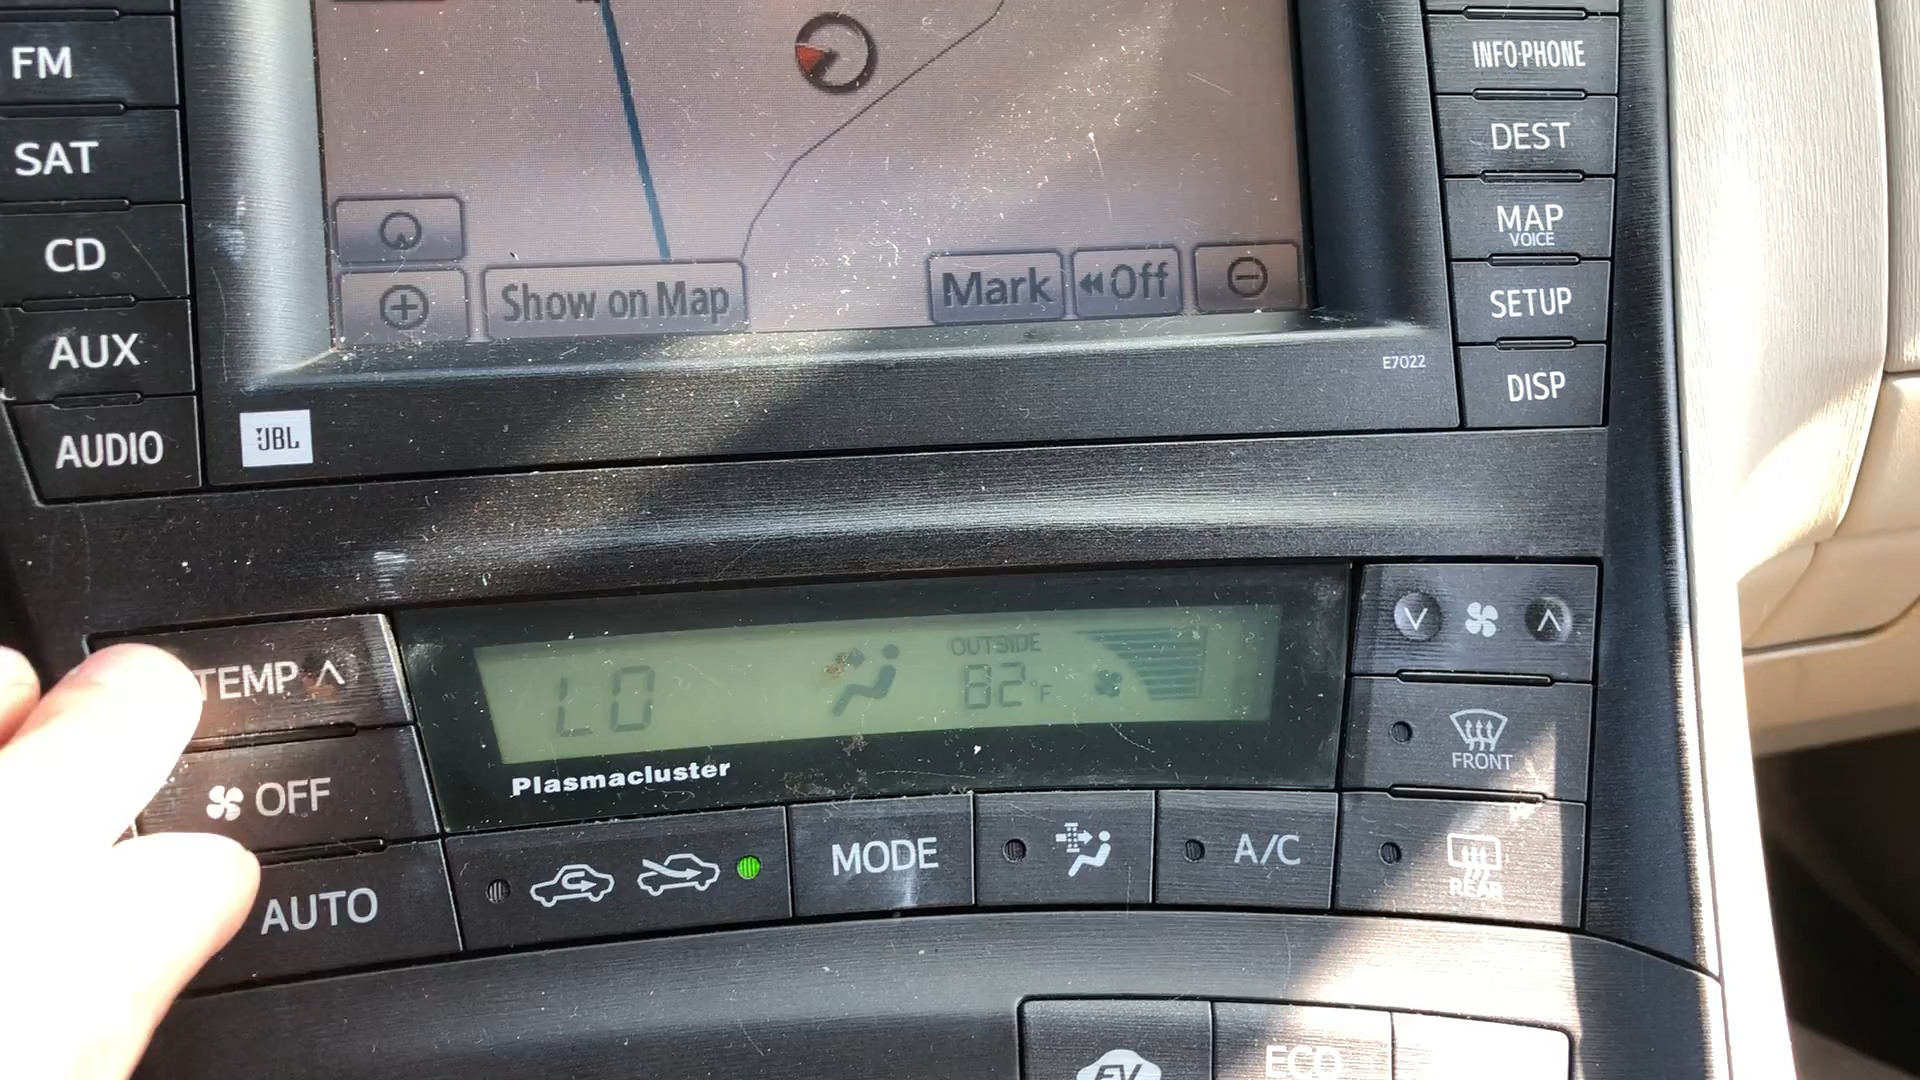 FM
SAT
CD
AUX
AUDIO
Show on Map
Mark
Off
INFO·PHONE
DEST
MAP
VOICE
SETUP
DISP
E7022
JBL
TEMP
OFF
AUTO
LO
OUTSIDE
82°F
Plasmacluster
MODE
A/C
FRONT
REAR
EV
ECO